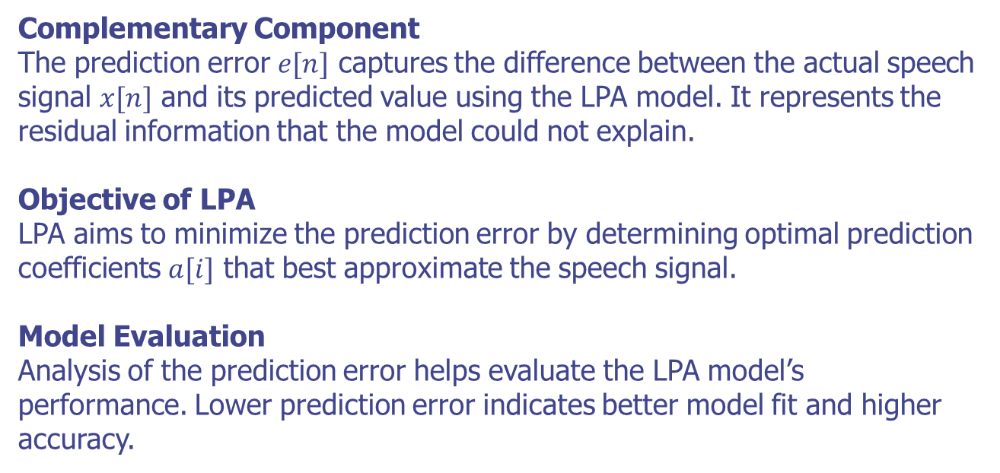 Complementary Component
The prediction error e[n] captures the difference between the actual speech
signal x[n] and its predicted value using the LPA model. It represents the
residual information that the model could not explain.
Objective of LPA
LPA aims to minimize the prediction error by determining optimal prediction
coefficients a[i] that best approximate the speech signal.
Model Evaluation
Analysis of the prediction error helps evaluate the LPA model’s
performance. Lower prediction error indicates better model fit and higher
accuracy.